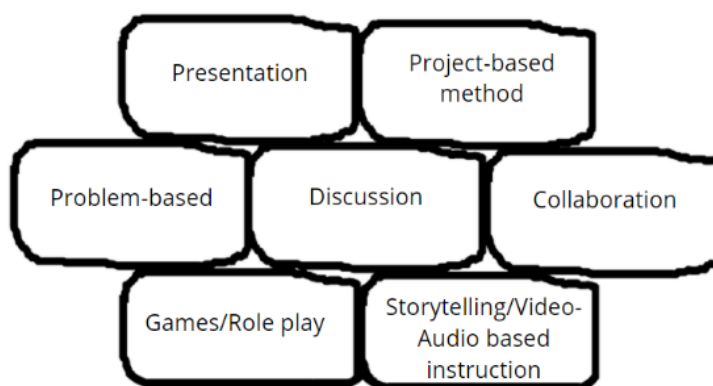 Presentation
Project-based
method
Problem-based
Discussion
Collaboration
Games/Role play
Storytelling/Video-
Audio based
instruction